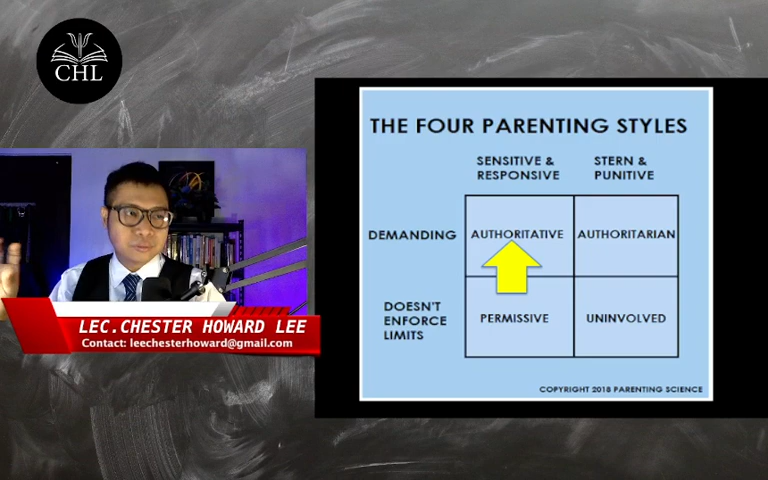 CHL
LEC.CHESTER HOWARD LEE
Contact: leechesterhoward@gmail.com
THE FOUR PARENTING STYLES
SENSITIVE &
RESPONSIVE
STERN &
PUNITIVE
DEMANDING
AUTHORITATIVE
AUTHORITARIAN
DOESN'T
ENFORCE
LIMITS
PERMISSIVE
UNINVOLVED
COPYRIGHT 2018 PARENTING SCIENCE